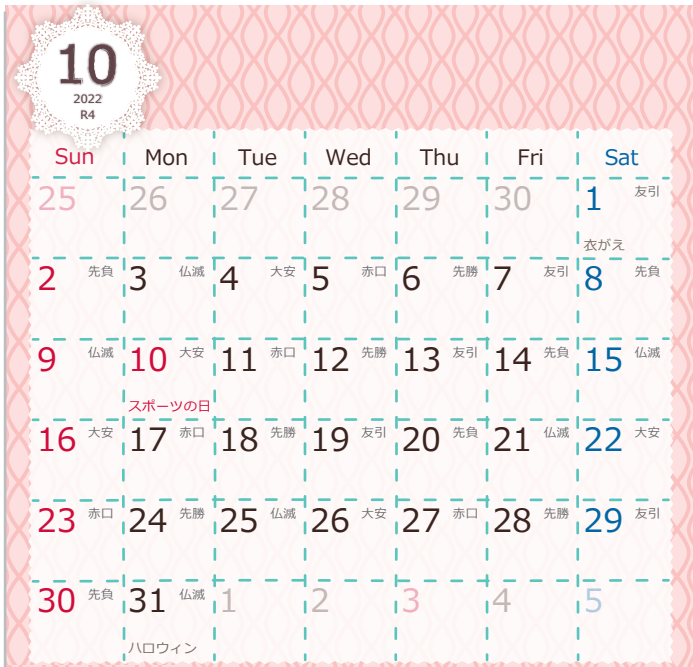 10
2022
R4
Sun Mon Tue Wed Thu Fri Sat
25 26 27 28 29 30 1 友引
衣がえ
2 先負 3 仏滅 4 大安 5 赤口 6 先勝 7 友引 8 先負
9 仏滅 10 大安 11 赤口 12 先勝 13 友引 14 先負 15 仏滅
スポーツの日
16 大安 17 赤口 18 先勝 19 友引 20 先負 21 仏滅 22 大安
23 赤口 24 先勝 25 仏滅 26 大安 27 赤口 28 先勝 29 友引
30 先負 31 仏滅 1 2 3 4 5
ハロウィン